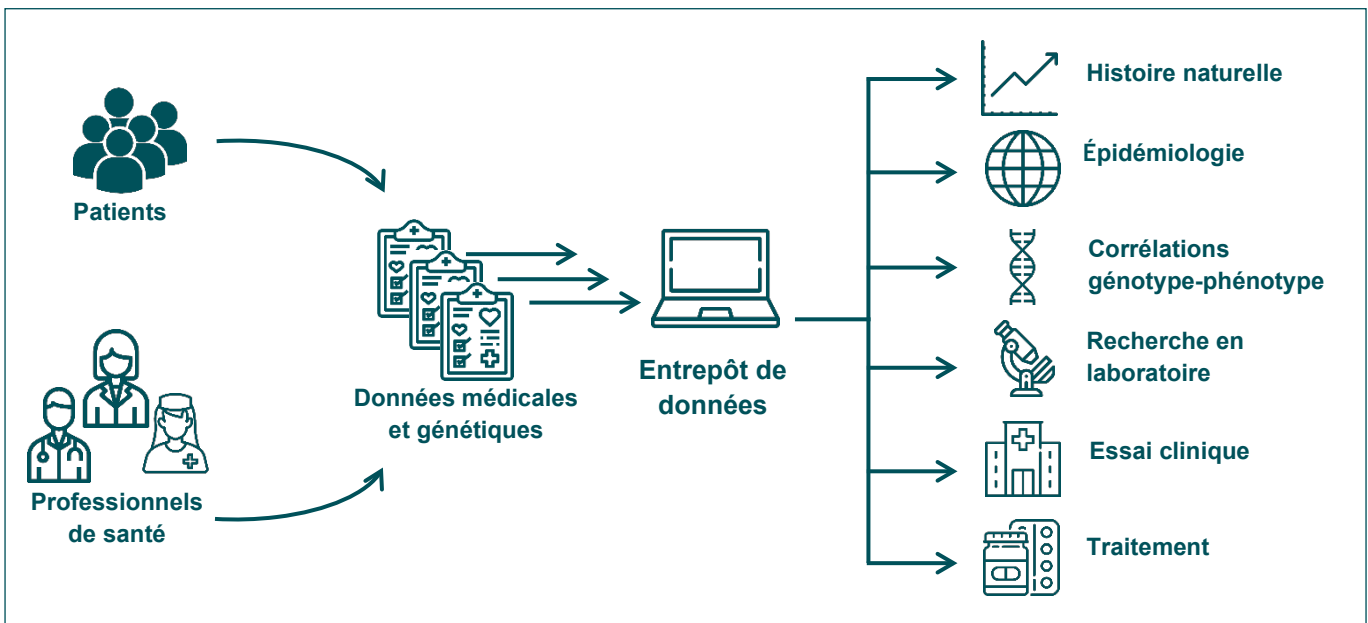 Patients
Professionnels
de santé
Données médicales
et génétiques
Entrepôt de
données
Histoire naturelle
Épidémiologie
Corrélations
génotype-phénotype
Recherche en
laboratoire
Essai clinique
Traitement